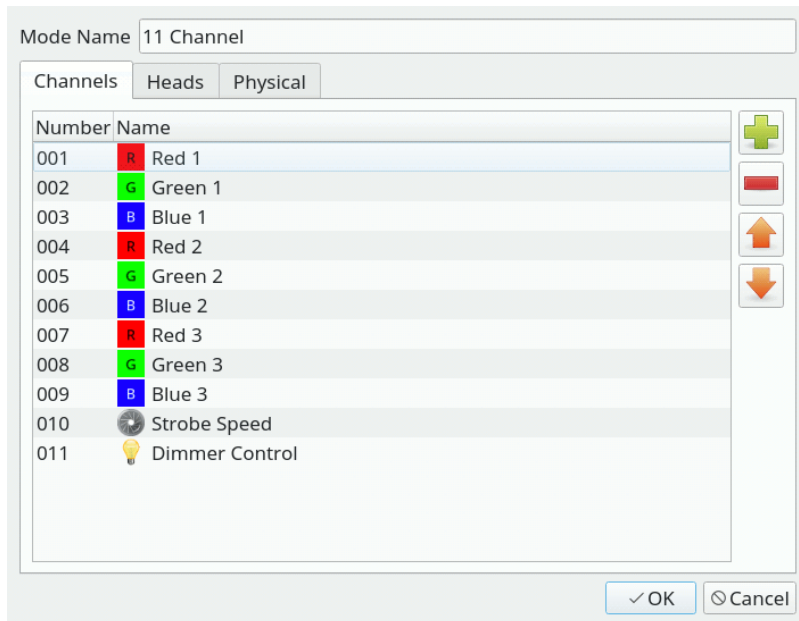 Mode Name 11 Channel
Channels Heads Physical
Number Name
001 R Red 1
002 G Green 1
003 B Blue 1
004 R Red 2
005 G Green 2
006 B Blue 2
007 R Red 3
008 G Green 3
009 B Blue 3
010 Strobe Speed
011 Dimmer Control
OK Cancel